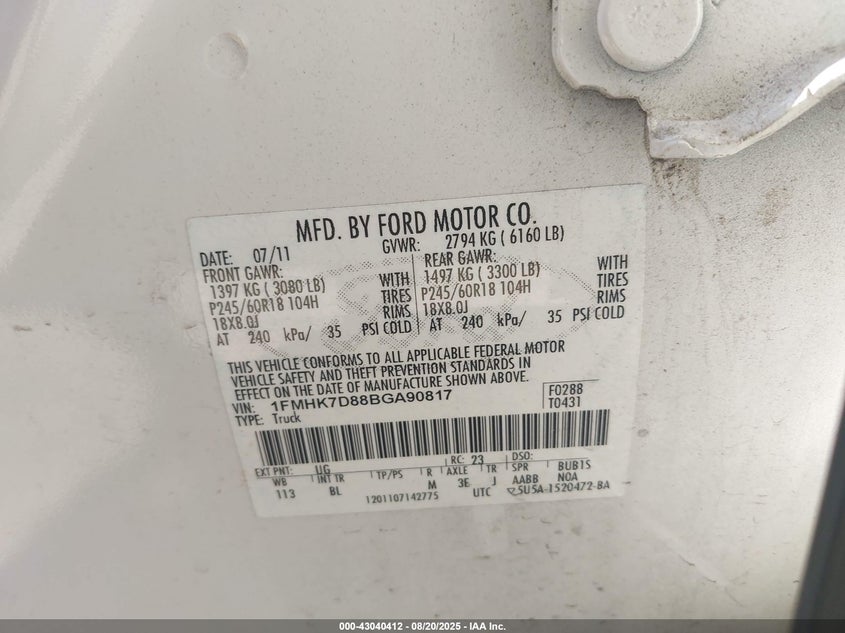 MFD. BY FORD MOTOR CO.
DATE: 07/11 GVWR: 2794 KG ( 6160 LB)
FRONT GAWR: REAR GAWR:
1397 KG ( 3080 LB) WITH 1497 KG ( 3300 LB) WITH
P245/60R18 104H TIRES P245/60R18 104H TIRES
18X8.0J RIMS 18X8.0J RIMS
AT 240 kPa/ 35 PSI COLD AT 240 kPa/ 35 PSI COLD
THIS VEHICLE CONFORMS TO ALL APPLICABLE FEDERAL MOTOR
VEHICLE SAFETY AND THEFT PREVENTION STANDARDS IN
EFFECT ON THE DATE OF MANUFACTURE SHOWN ABOVE.
VIN: 1FMHK7D88BGA90817 F0288
TYPE: Truck T0431
EXT PNT: UG RC: 23 DSO:
WB INT TR TP/PS R AXLE TR SPR BUB1S
113 BL M 3E J AABB NOA
1201107142775 UTC 5U5A-1520472-BA
000-43040412 - 08/20/2025 - IAA Inc.